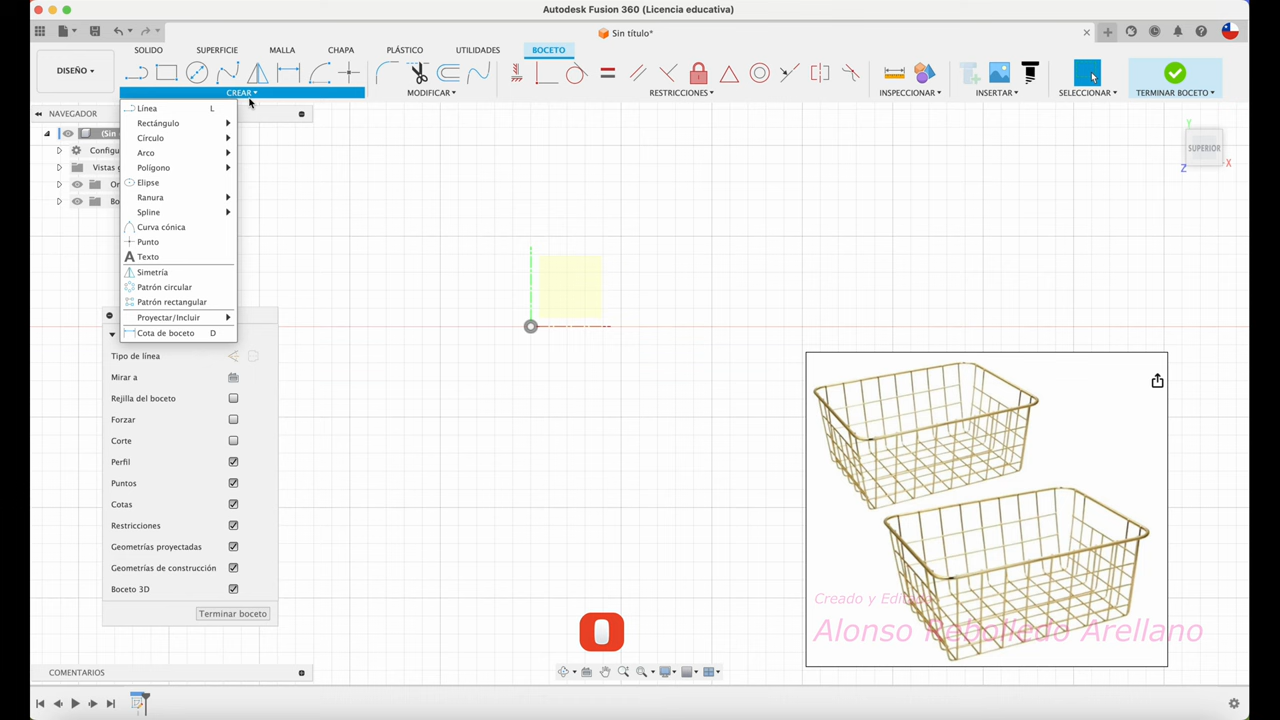 Autodesk Fusion 360 (Licencia educativa)
Sin título*
DISEÑO
SOLIDO
SUPERFICIE
MALLA
CHAPA
PLÁSTICO
UTILIDADES
BOCETO
CREAR
MODIFICAR
RESTRICCIONES
INSPECCIONAR
INSERTAR
SELECCIONAR
TERMINAR BOCETO
NAVEGADOR
(Sin
Configu
Vistas
Línea L
Rectángulo
Círculo
Arco
Polígono
Elipse
Ranura
Spline
Curva cónica
Punto
Texto
Simetría
Patrón circular
Patrón rectangular
Proyectar/Incluir
Cota de boceto D
Tipo de línea
Mirar a
Rejilla del boceto
Forzar
Corte
Perfil
Puntos
Cotas
Restricciones
Geometrías proyectadas
Geometrías de construcción
Boceto 3D
Terminar boceto
Y
SUPERIOR
X
Z
Creado y
Alonso Rebolledo Arellano
COMENTARIOS